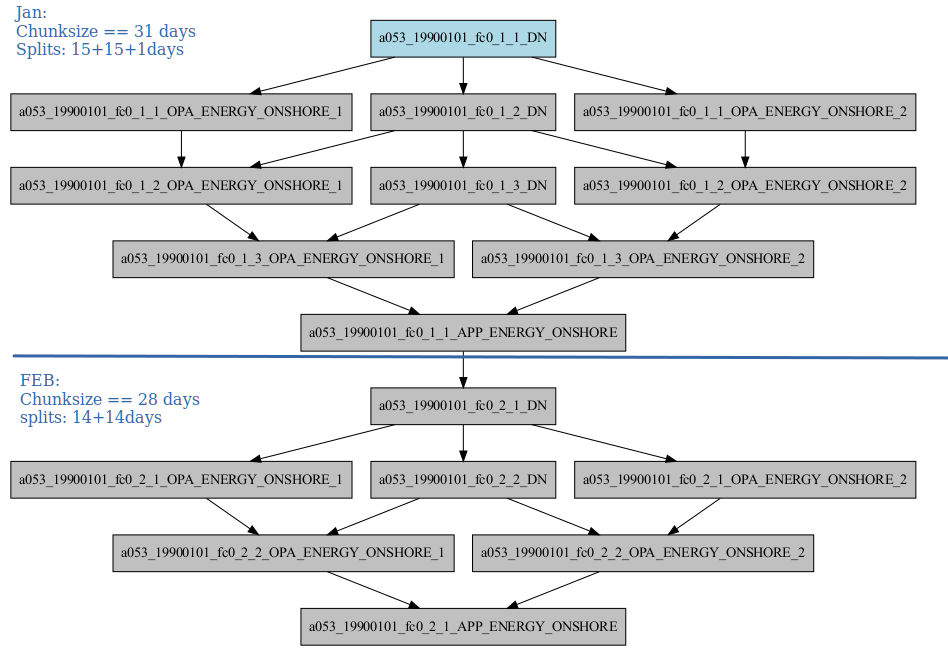 Jan:
Chunksize == 31 days
Splits: 15+15+1days
a053_19900101_fc0_1_1_DN
a053_19900101_fc0_1_1_OPA_ENERGY_ONSHORE_1
a053_19900101_fc0_1_2_DN
a053_19900101_fc0_1_1_OPA_ENERGY_ONSHORE_2
a053_19900101_fc0_1_2_OPA_ENERGY_ONSHORE_1
a053_19900101_fc0_1_3_DN
a053_19900101_fc0_1_2_OPA_ENERGY_ONSHORE_2
a053_19900101_fc0_1_3_OPA_ENERGY_ONSHORE_1
a053_19900101_fc0_1_3_OPA_ENERGY_ONSHORE_2
a053_19900101_fc0_1_1_APP_ENERGY_ONSHORE
FEB:
Chunksize == 28 days
splits: 14+14days
a053_19900101_fc0_2_1_DN
a053_19900101_fc0_2_1_OPA_ENERGY_ONSHORE_1
a053_19900101_fc0_2_2_DN
a053_19900101_fc0_2_1_OPA_ENERGY_ONSHORE_2
a053_19900101_fc0_2_2_OPA_ENERGY_ONSHORE_1
a053_19900101_fc0_2_2_OPA_ENERGY_ONSHORE_2
a053_19900101_fc0_2_1_APP_ENERGY_ONSHORE